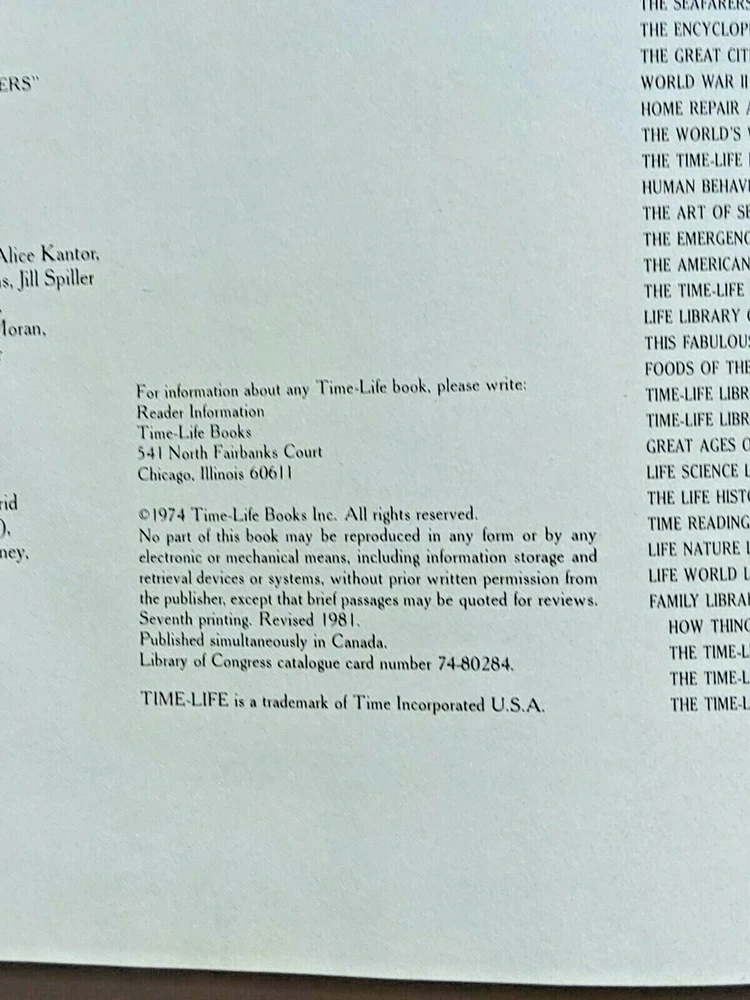 ERS"
Alice Kantor,
Jill Spiller
For information about any Time-Life book, please write:
Reader Information
Time-Life Books
541 North Fairbanks Court
Chicago, Illinois 60611
©1974 Time-Life Books Inc. All rights reserved.
No part of this book may be reproduced in any form or by any
electronic or mechanical means, including information storage and
retrieval devices or systems, without prior written permission from
the publisher, except that brief passages may be quoted for reviews.
Seventh printing. Revised 1981.
Published simultaneously in Canada.
Library of Congress catalogue card number 74-80284.
TIME-LIFE is a trademark of Time Incorporated U.S.A.
THE SEAFARERS
THE ENCYCLOP
THE GREAT CIT
WORLD WAR II
HOME REPAIR
THE WORLD'S
THE TIME-LIFE
HUMAN BEHAVI
THE ART OF SE
THE EMERGENC
THE AMERICAN
THE TIME-LIFE
LIFE LIBRARY
THIS FABULOUS
FOODS OF THE
TIME-LIFE LIBR
TIME-LIFE LIBR
GREAT AGES O
LIFE SCIENCE L
THE LIFE HIST
TIME READING
LIFE NATURE L
LIFE WORLD L
FAMILY LIBRA
HOW THING
THE TIME-L
THE TIME-L
THE TIME-L